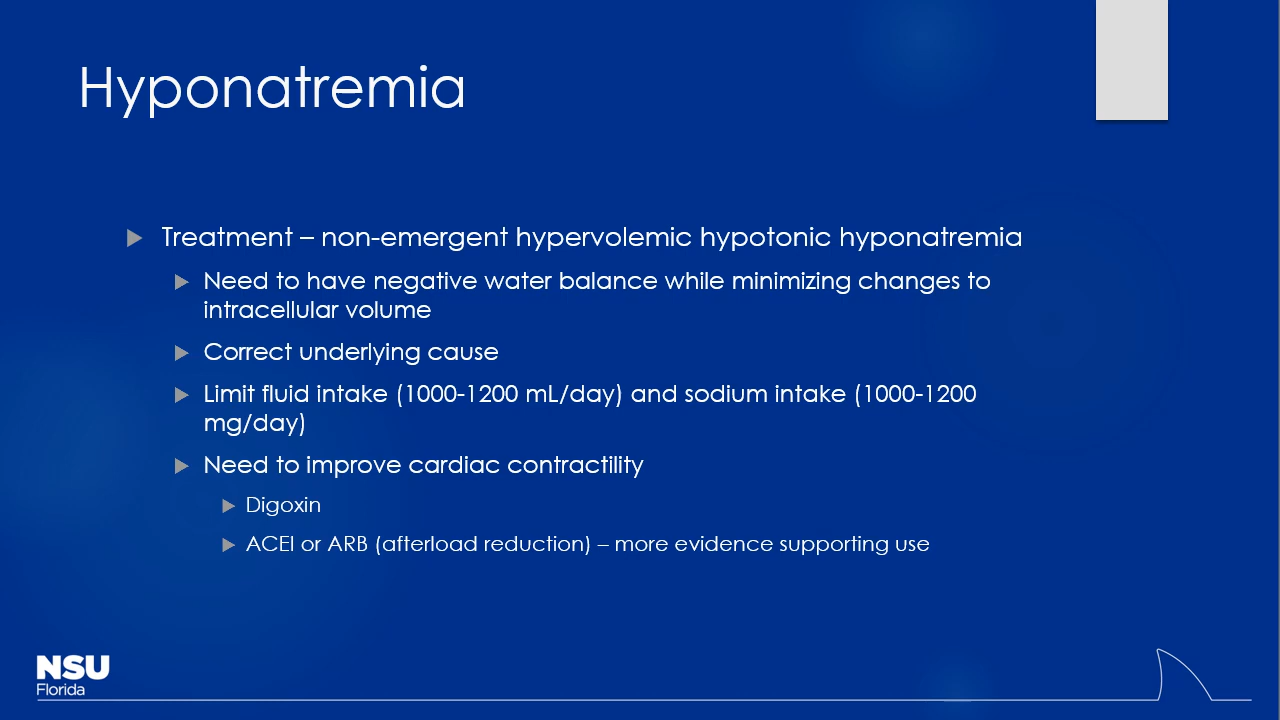 Hyponatremia
Treatment – non-emergent hypervolemic hypotonic hyponatremia
Need to have negative water balance while minimizing changes to
intracellular volume
Correct underlying cause
Limit fluid intake (1000-1200 mL/day) and sodium intake (1000-1200
mg/day)
Need to improve cardiac contractility
Digoxin
ACEI or ARB (afterload reduction) – more evidence supporting use
NSU
Florida